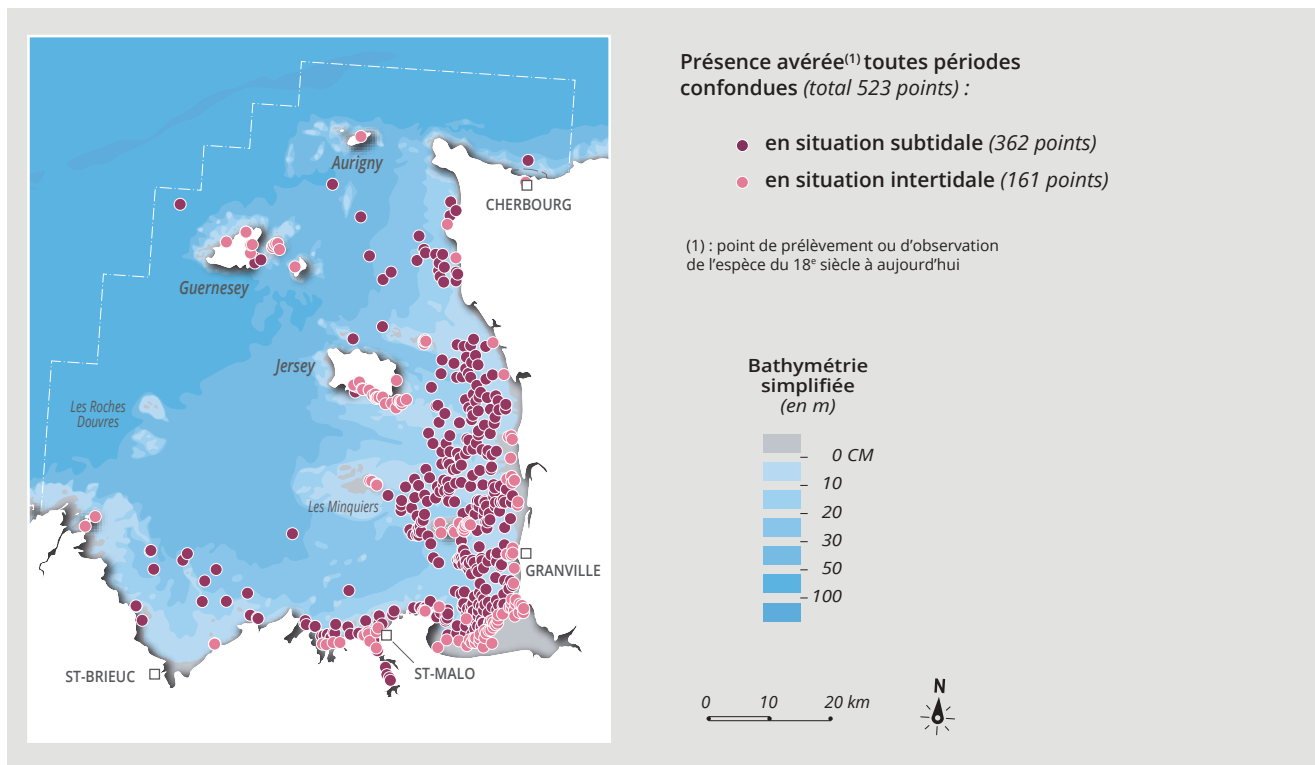 Aurigny
CHERBOURG
Guernesey
Jersey
Les Roches
Douvres
Les Minquiers
GRANVILLE
ST-BRIEUC
ST-MALO
Présence avérée(1) toutes périodes
confondues (total 523 points) :
en situation subtidale (362 points)
en situation intertidale (161 points)
(1) : point de prélèvement ou d’observation
de l’espèce du 18e siècle à aujourd’hui
Bathymétrie
simplifiée
(en m)
0 CM
10
20
30
50
100
0 10 20 km
N